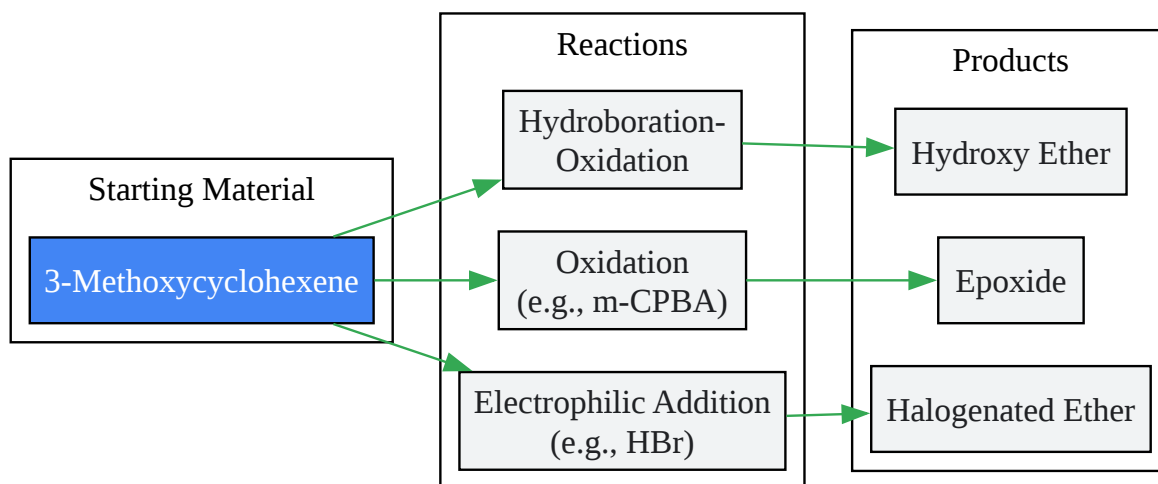 Starting Material
3-Methoxycyclohexene
Reactions
Hydroboration-
Oxidation
Oxidation
(e.g., m-CPBA)
Electrophilic Addition
(e.g., HBr)
Products
Hydroxy Ether
Epoxide
Halogenated Ether